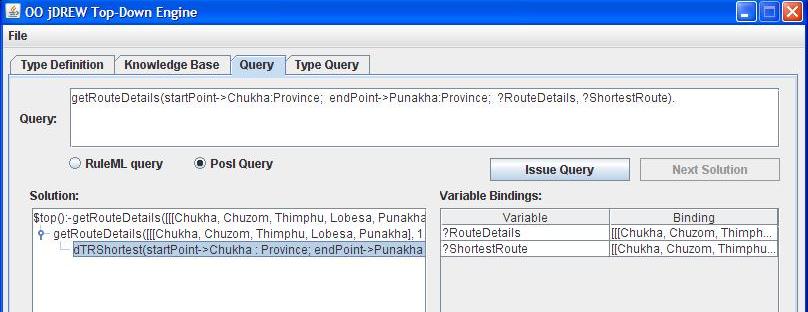 OO jDREW Top-Down Engine
File
Type Definition Knowledge Base Query Type Query
getRouteDetails(startPoint->Chukha:Province; endPoint->Punakha:Province; ?RouteDetails, ?ShortestRoute).
Query:
RuleML query Posl Query Issue Query Next Solution
Solution: Variable Bindings:
$top():-getRouteDetails([[[Chukha, Chuzom, Thimphu, Lobesa, Punakha Variable Binding
getRouteDetails([[[Chukha, Chuzom, Thimphu, Lobesa, Punakha], 1 ?RouteDetails [[[Chukha, Chuzom, Thimph...
dTRShortest(startPoint->Chukha : Province; endPoint->Punakha ?ShortestRoute [[Chukha, Chuzom, Thimphu...